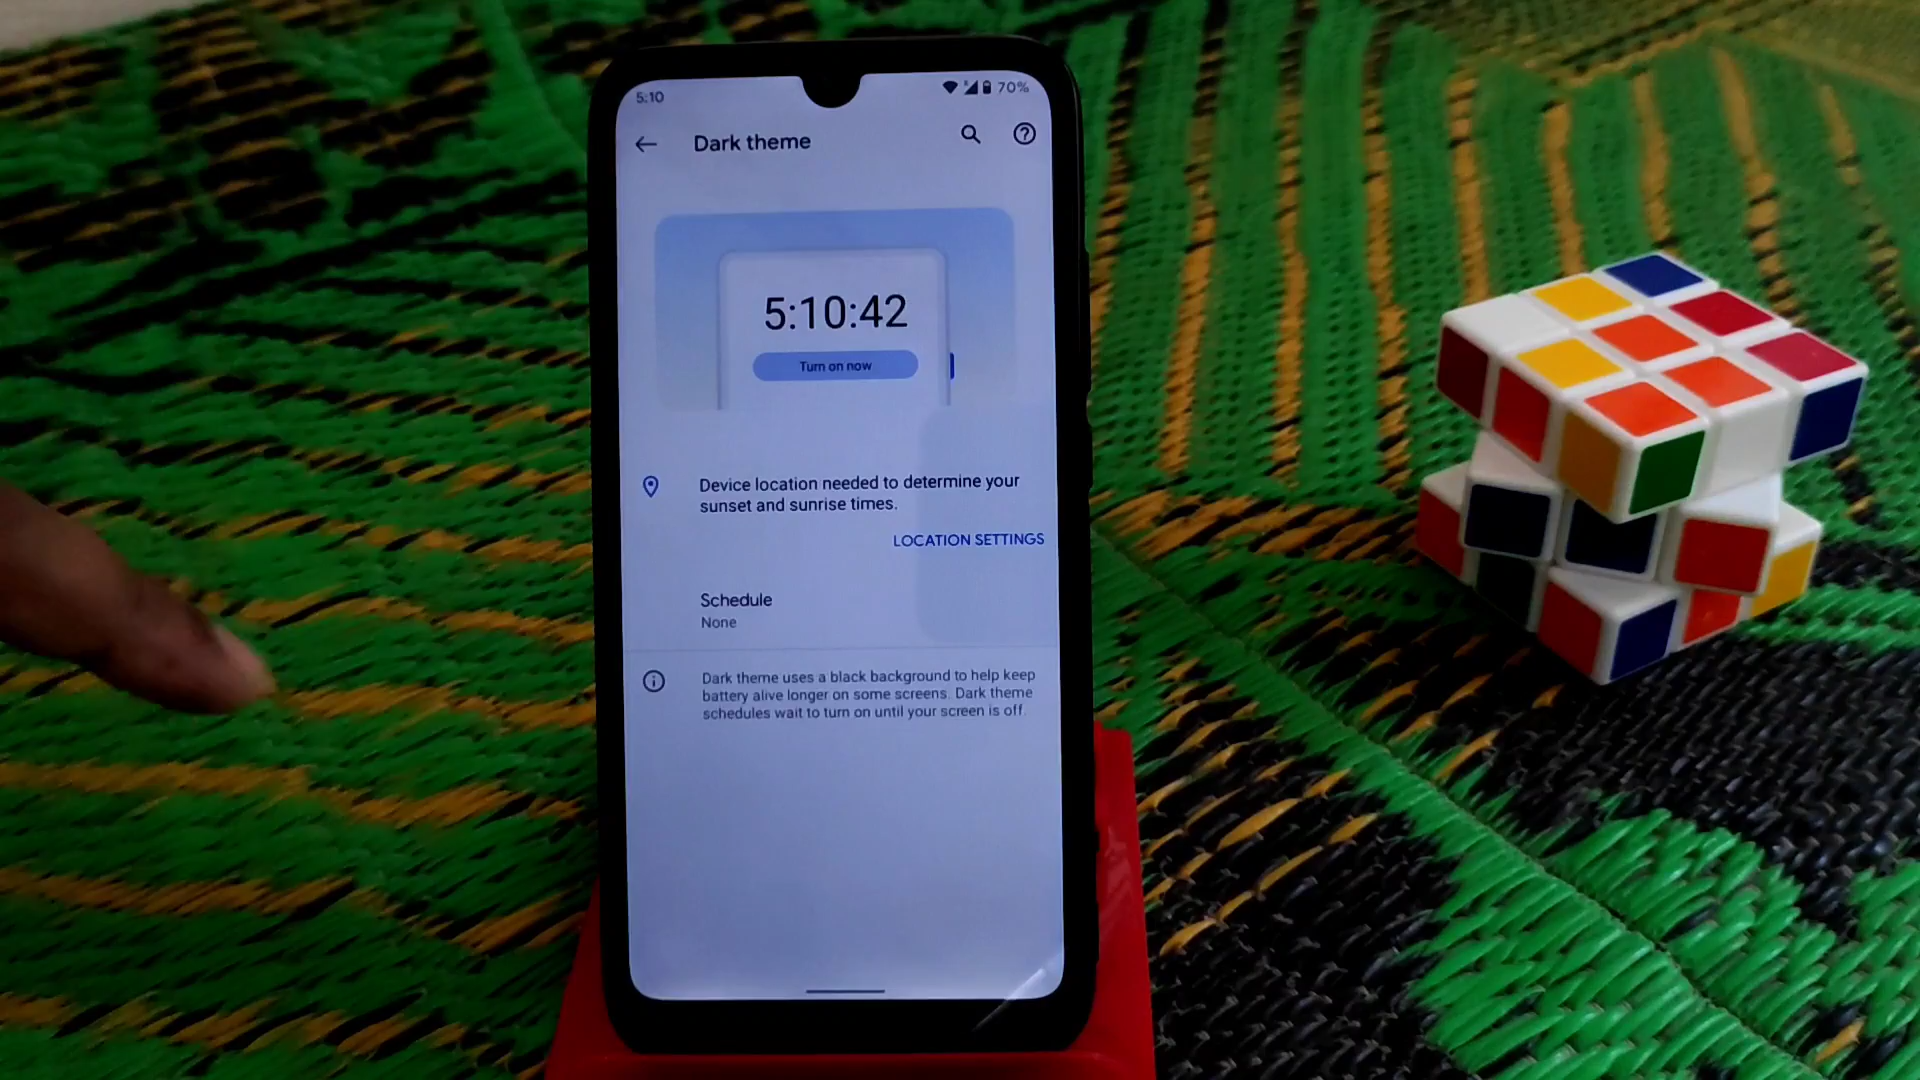 5:10
70%
Dark theme
5:10:42
Turn on now
Device location needed to determine your
sunset and sunrise times.
LOCATION SETTINGS
Schedule
None
Dark theme uses a black background to help keep
battery alive longer on some screens. Dark theme
schedules wait to turn on until your screen is off.